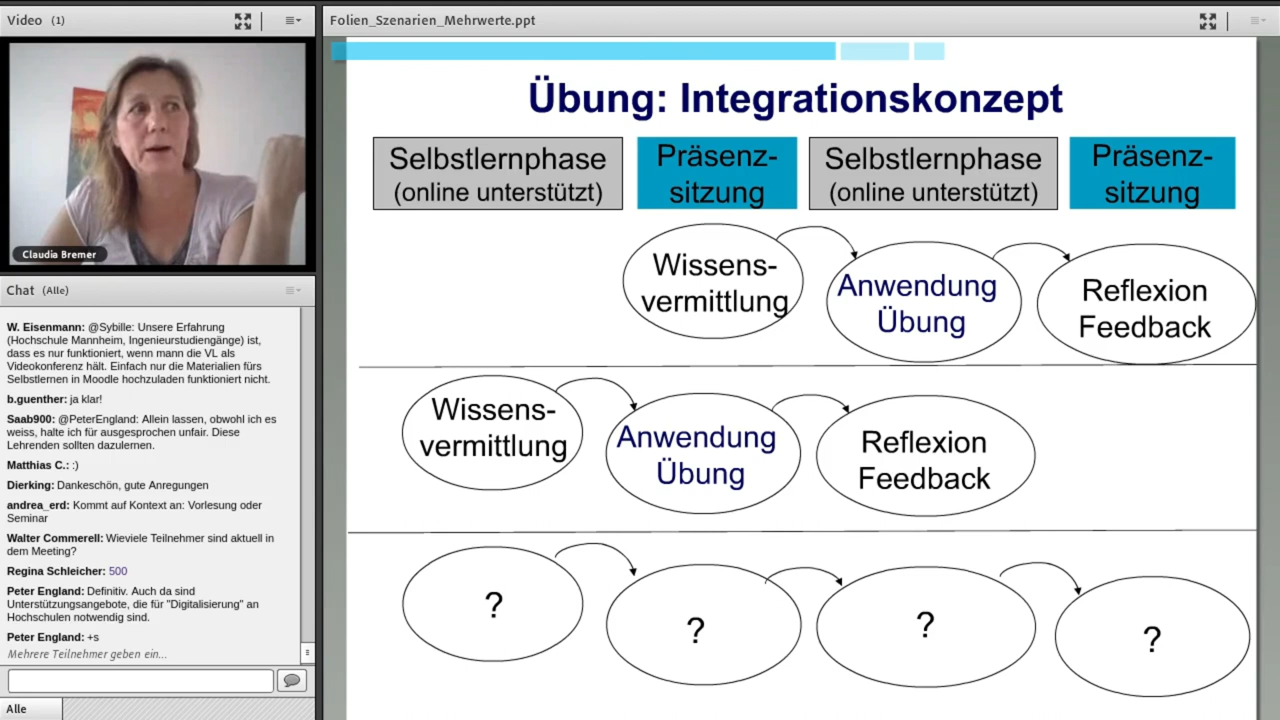 Video (1)
Claudia Bremer
Chat (Alle)
W. Eisenmann: @Sybille: Unsere Erfahrung
(Hochschule Mannheim, Ingenieurstudiengänge) ist,
dass es nur funktioniert, wenn mann die VL als
Videokonferenz hält. Einfach nur die Materialien fürs
Selbstlernen in Moodle hochzuladen funktioniert nicht.
b.guenther: ja klar!
Saab900: @PeterEngland: Allein lassen, obwohl ich es
weiss, halte ich für ausgesprochen unfair. Diese
Lehrenden sollten dazulernen.
Matthias C.: :)
Dierking: Dankeschön, gute Anregungen
andrea_erd: Kommt auf Kontext an: Vorlesung oder
Seminar
Walter Commerell: Wieviele Teilnehmer sind aktuell in
dem Meeting?
Regina Schleicher: 500
Peter England: Definitiv. Auch da sind
Unterstützungsangebote, die für "Digitalisierung" an
Hochschulen notwendig sind.
Peter England: +s
Mehrere Teilnehmer geben ein...
Alle
Folien_Szenarien_Mehrwerte.ppt
Übung: Integrationskonzept
Selbstlernphase
(online unterstützt)
Präsenz-
sitzung
Selbstlernphase
(online unterstützt)
Präsenz-
sitzung
Wissens-
vermittlung
Anwendung
Übung
Reflexion
Feedback
Wissens-
vermittlung
Anwendung
Übung
Reflexion
Feedback
?
?
?
?